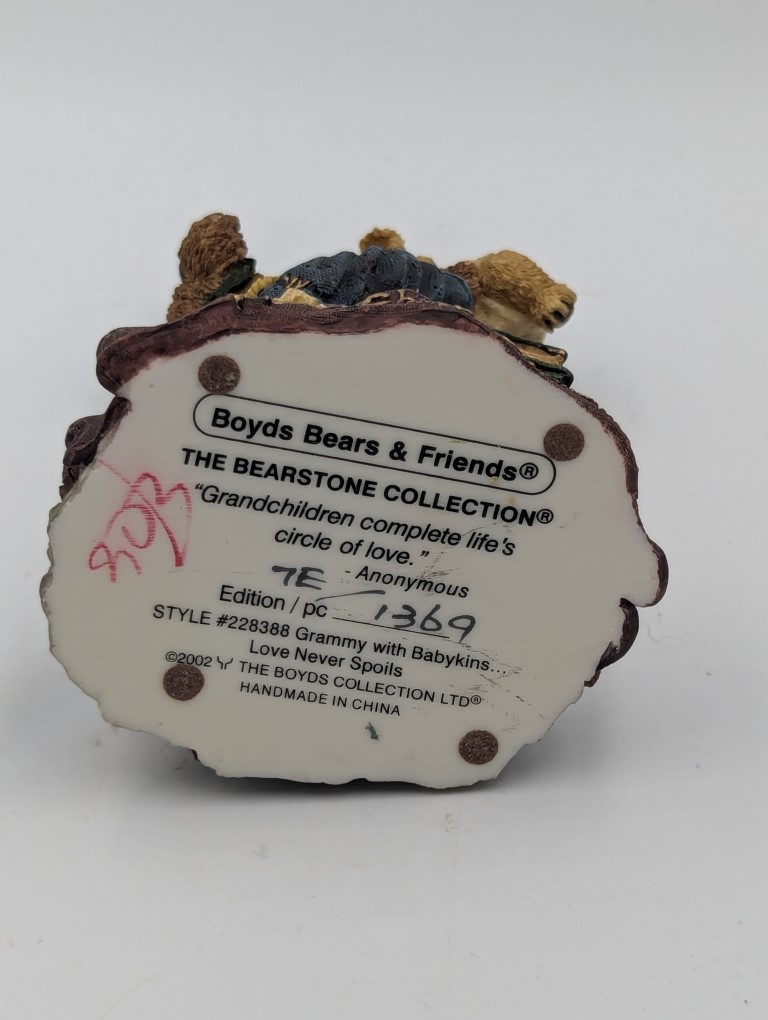 Boyds Bears & Friends®
THE BEARSTONE COLLECTION®
"Grandchildren complete life's
circle of love."
- Anonymous
Edition / pc 7E / 1369
STYLE #228388 Grammy with Babykins...
Love Never Spoils
©2002 THE BOYDS COLLECTION LTD®
HANDMADE IN CHINA